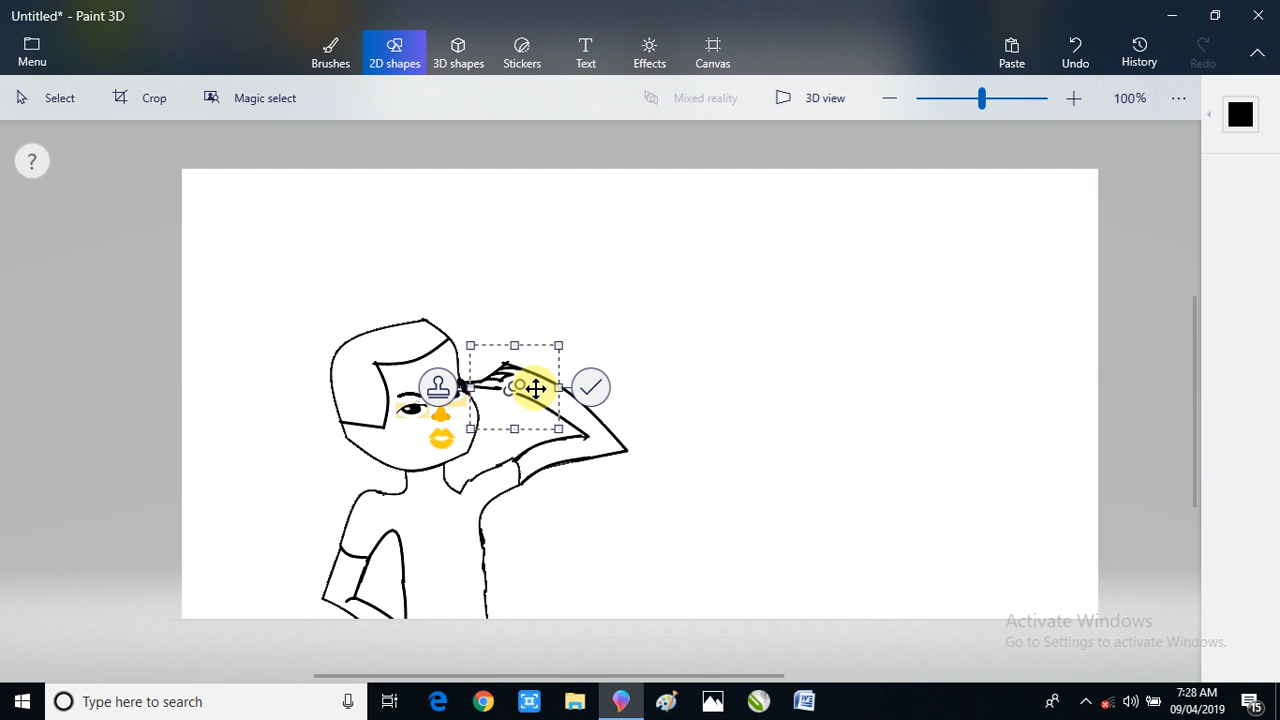 Untitled* - Paint 3D
Menu
Brushes
2D shapes
3D shapes
Stickers
Text
Effects
Canvas
Paste
Undo
History
Redo
Select
Crop
Magic select
Mixed reality
3D view
100%
?
Activate Windows
Go to Settings to activate Windows.
Type here to search
7:28 AM
09/04/2019
15